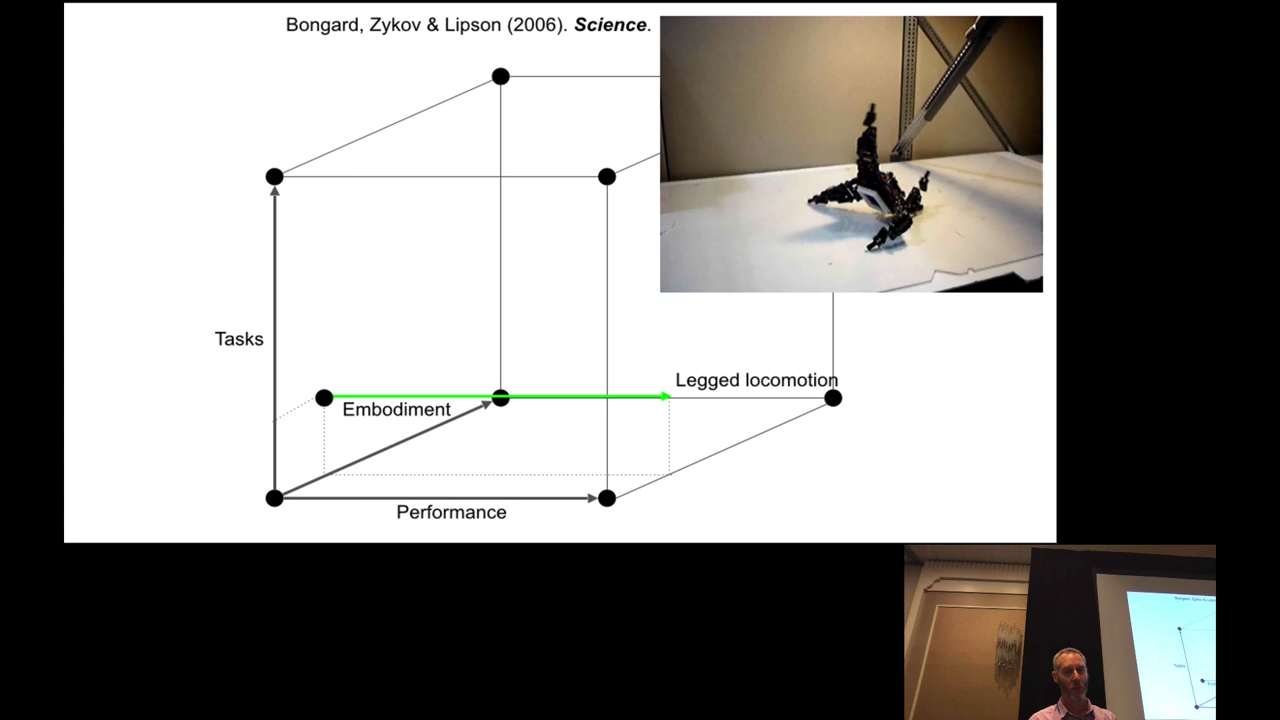 Bongard, Zykov & Lipson (2006). Science.
Tasks
Legged locomotion
Embodiment
Performance